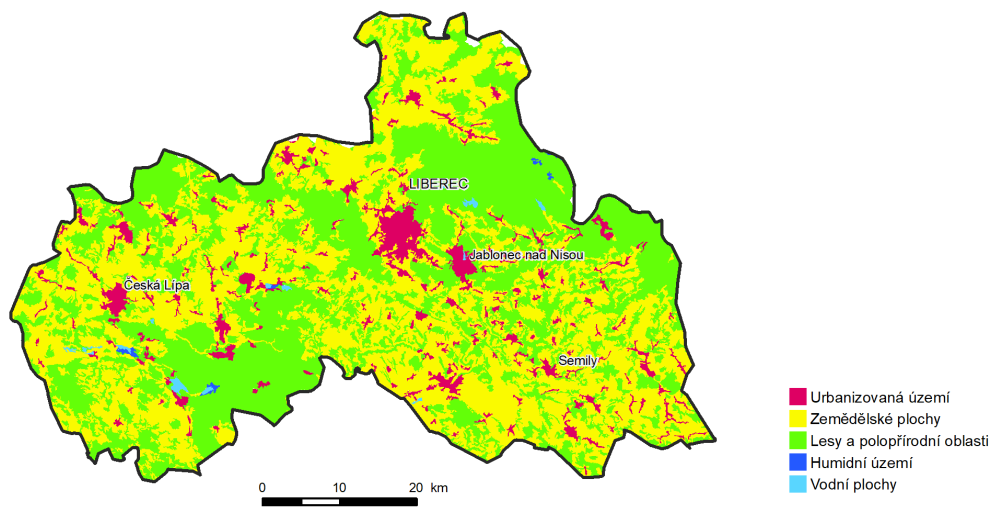 LIBEREC
Jablonec nad Nisou
Česká Lípa
Semily
Urbanizovaná území
Zemědělské plochy
Lesy a polopřírodní oblasti
Humidní území
Vodní plochy
0 10 20 km